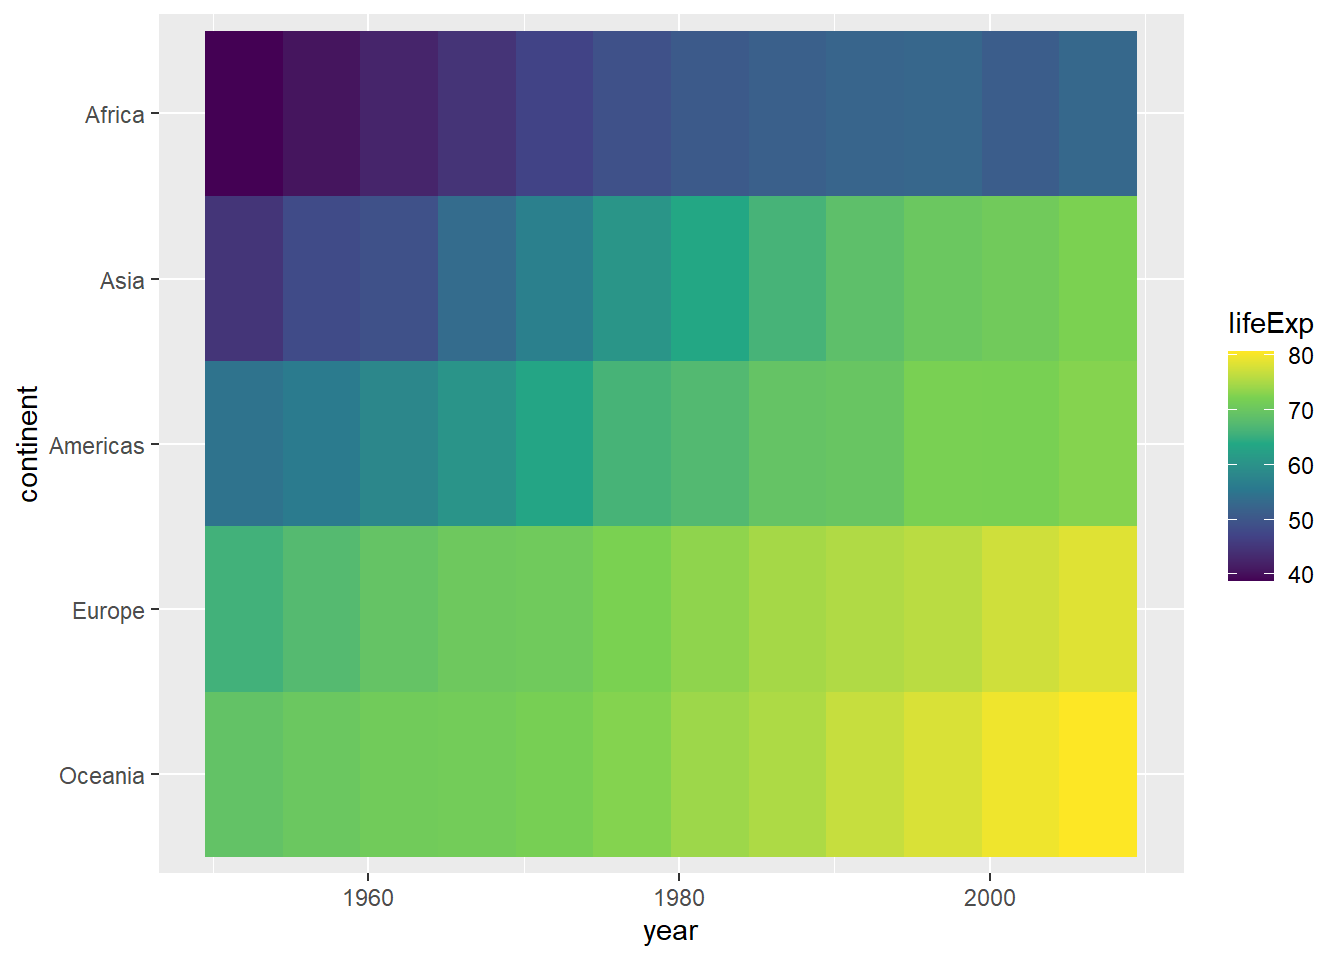 continent
Africa
Asia
Americas
Europe
Oceania
1960
1980
2000
year
lifeExp
80
70
60
50
40